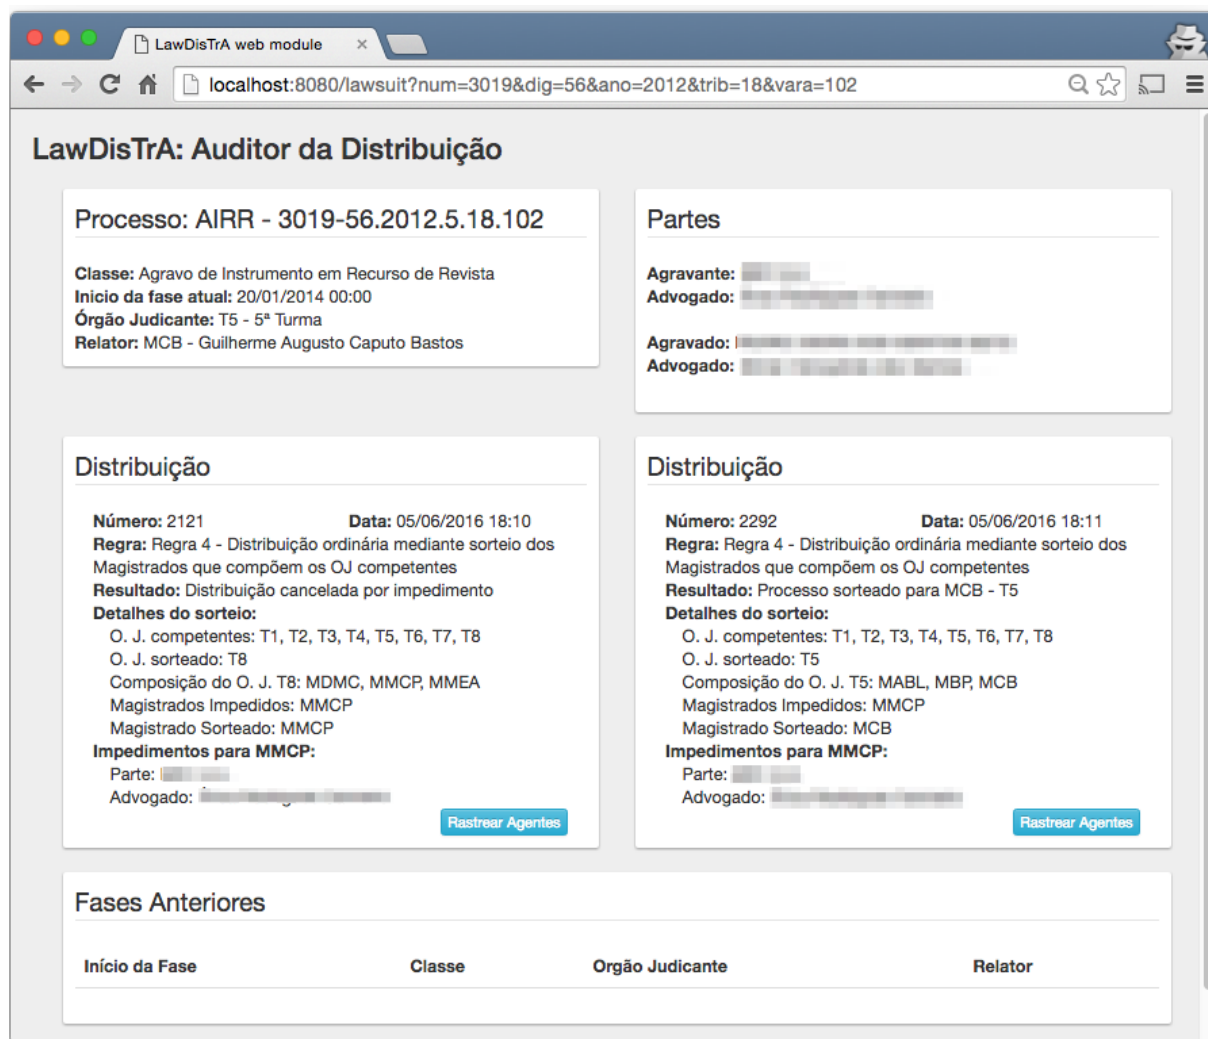 LawDisTrA web module
localhost:8080/lawsuit?num=3019&dig=56&ano=2012&trib=18&vara=102
LawDisTrA: Auditor da Distribuição
Processo: AIRR - 3019-56.2012.5.18.102
Classe: Agravo de Instrumento em Recurso de Revista
Inicio da fase atual: 20/01/2014 00:00
Órgão Judicante: T5 - 5ª Turma
Relator: MCB - Guilherme Augusto Caputo Bastos
Partes
Agravante:
Advogado:
Agravado:
Advogado:
Distribuição
Número: 2121 Data: 05/06/2016 18:10
Regra: Regra 4 - Distribuição ordinária mediante sorteio dos
Magistrados que compõem os OJ competentes
Resultado: Distribuição cancelada por impedimento
Detalhes do sorteio:
O. J. competentes: T1, T2, T3, T4, T5, T6, T7, T8
O. J. sorteado: T8
Composição do O. J. T8: MDMC, MMCP, MMEA
Magistrados Impedidos: MMCP
Magistrado Sorteado: MMCP
Impedimentos para MMCP:
Parte:
Advogado:
Rastrear Agentes
Distribuição
Número: 2292 Data: 05/06/2016 18:11
Regra: Regra 4 - Distribuição ordinária mediante sorteio dos
Magistrados que compõem os OJ competentes
Resultado: Processo sorteado para MCB - T5
Detalhes do sorteio:
O. J. competentes: T1, T2, T3, T4, T5, T6, T7, T8
O. J. sorteado: T5
Composição do O. J. T5: MABL, MBP, MCB
Magistrados Impedidos: MMCP
Magistrado Sorteado: MCB
Impedimentos para MMCP:
Parte:
Advogado:
Rastrear Agentes
Fases Anteriores
Início da Fase Classe Orgão Judicante Relator